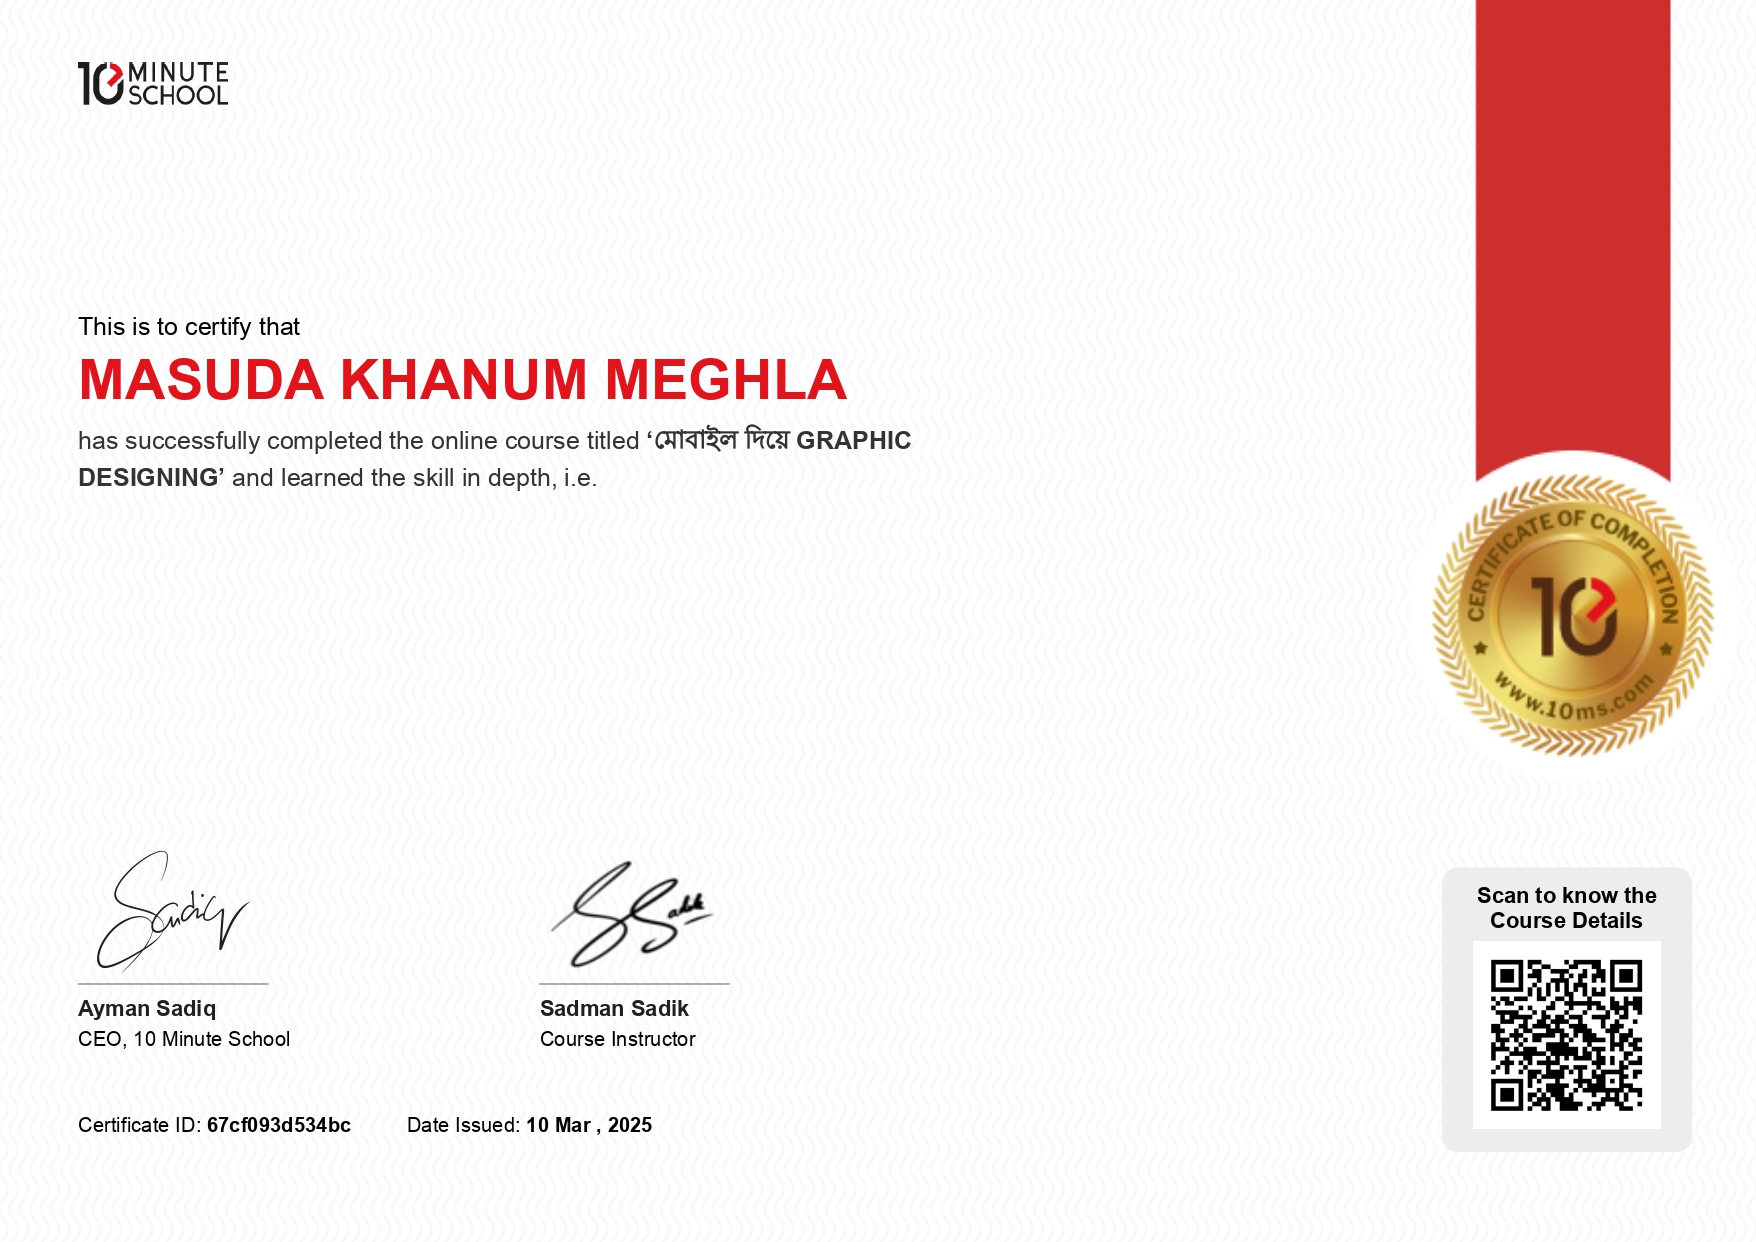 10 MINUTE
SCHOOL
This is to certify that
MASUDA KHANUM MEGHLA
has successfully completed the online course titled ‘মোবাইল দিয়ে GRAPHIC
DESIGNING’ and learned the skill in depth, i.e.
CERTIFICATE OF COMPLETION
10
www.10ms.com
Sadiq
Ayman Sadiq
CEO, 10 Minute School
Sadman Sadik
Course Instructor
Scan to know the
Course Details
Certificate ID: 67cf093d534bc Date Issued: 10 Mar , 2025